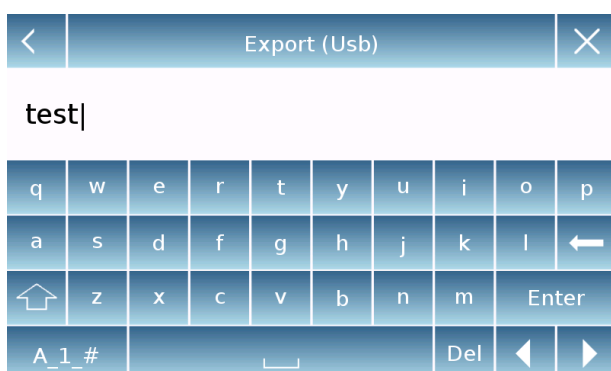 Export (Usb)
test
q w e r t y u i o p
a s d f g h j k l
z x c v b n m Enter
A_1_# Del